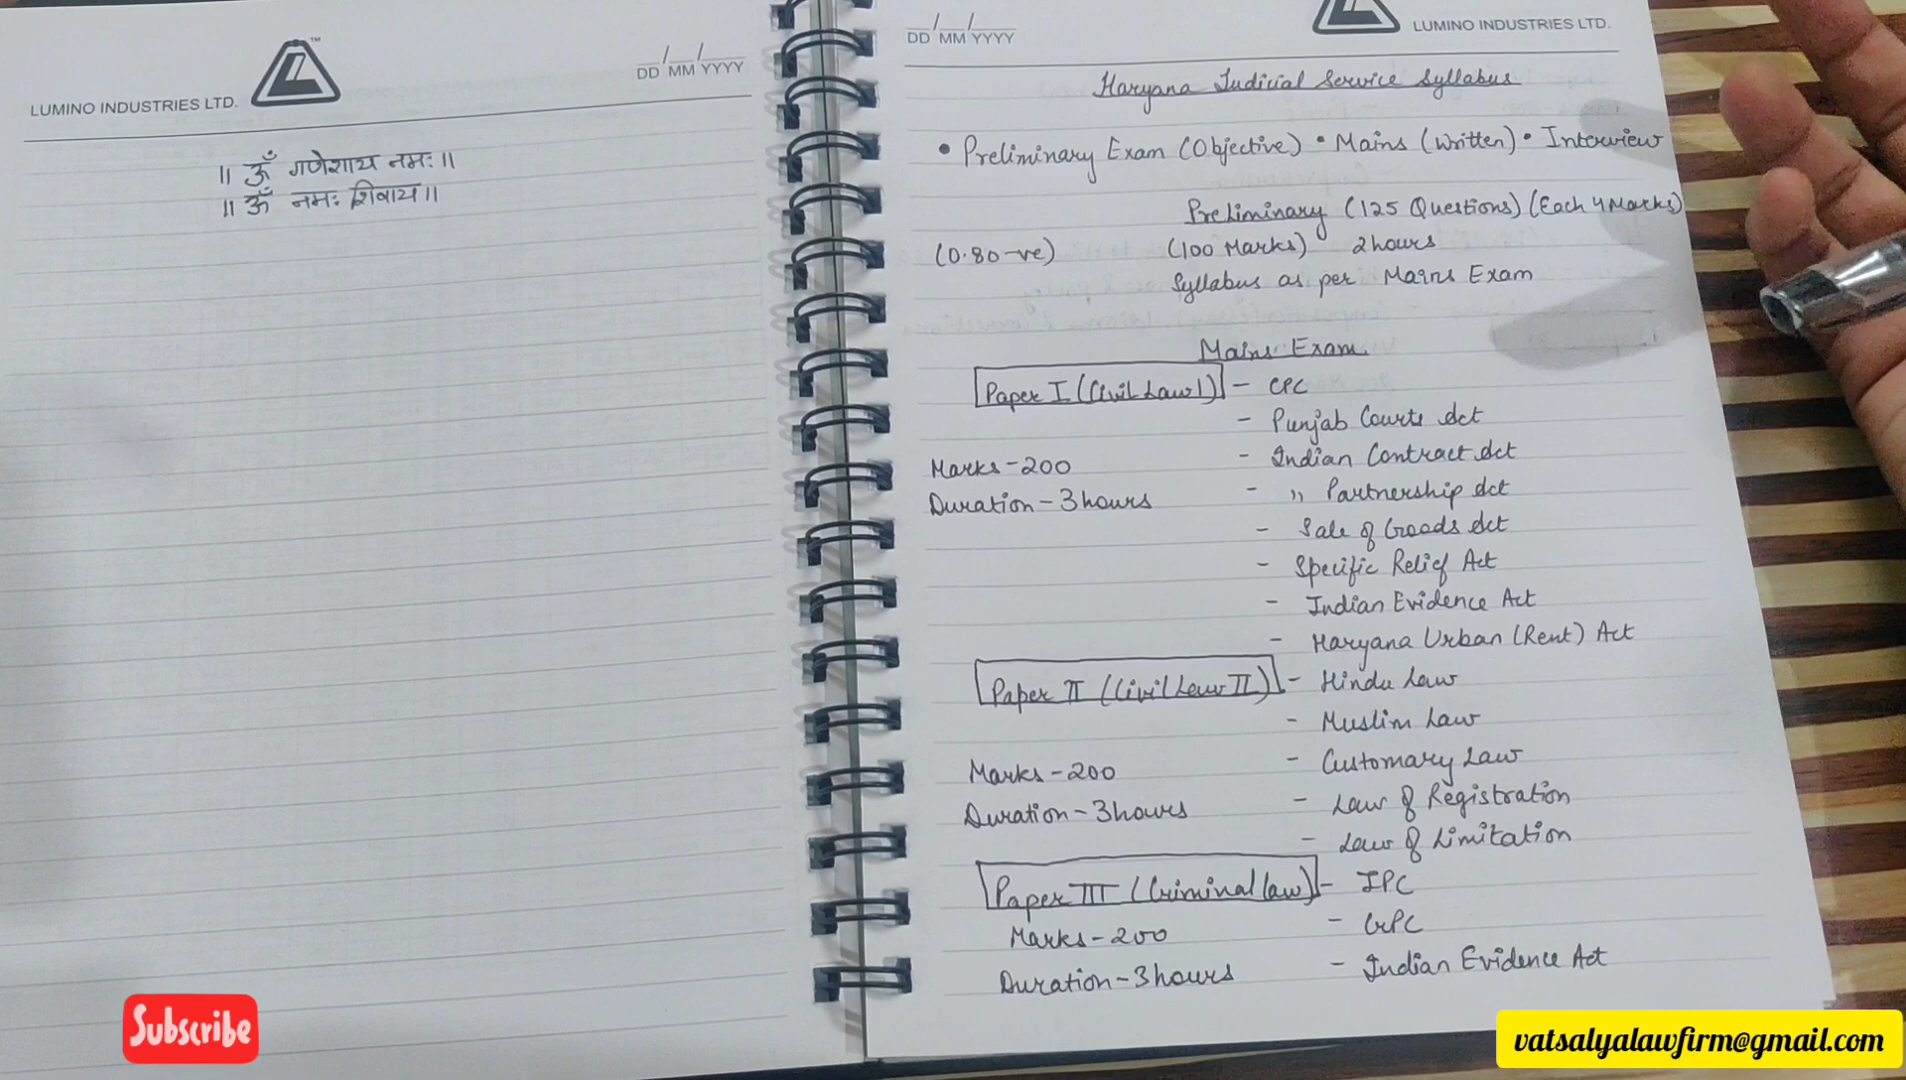 LUMINO INDUSTRIES LTD.
TM
DD / MM / YYYY
॥ ॐ गणेशाय नमः ॥
॥ ॐ नमः शिवाय ॥
DD / MM / YYYY
LUMINO INDUSTRIES LTD.
Haryana Judicial Service Syllabus
• Preliminary Exam (Objective) • Mains (Written) • Interview
Preliminary (125 Questions) (Each 4 Marks)
(0.80 -ve) (100 Marks) 2 hours
Syllabus as per Mains Exam
Mains Exam
Paper I (Civil Law I) - CPC
- Punjab Courts Act
Marks - 200 - Indian Contract Act
Duration - 3 hours - " Partnership Act
- Sale of Goods Act
- Specific Relief Act
- Indian Evidence Act
- Haryana Urban (Rent) Act
Paper II (Civil Law II) - Hindu Law
- Muslim Law
Marks - 200 - Customary Law
Duration - 3 hours - Law of Registration
- Law of Limitation
Paper III (Criminal Law) - IPC
Marks - 200 - CrPC
Duration - 3 hours - Indian Evidence Act
Subscribe
vatsalyalawfirm@gmail.com